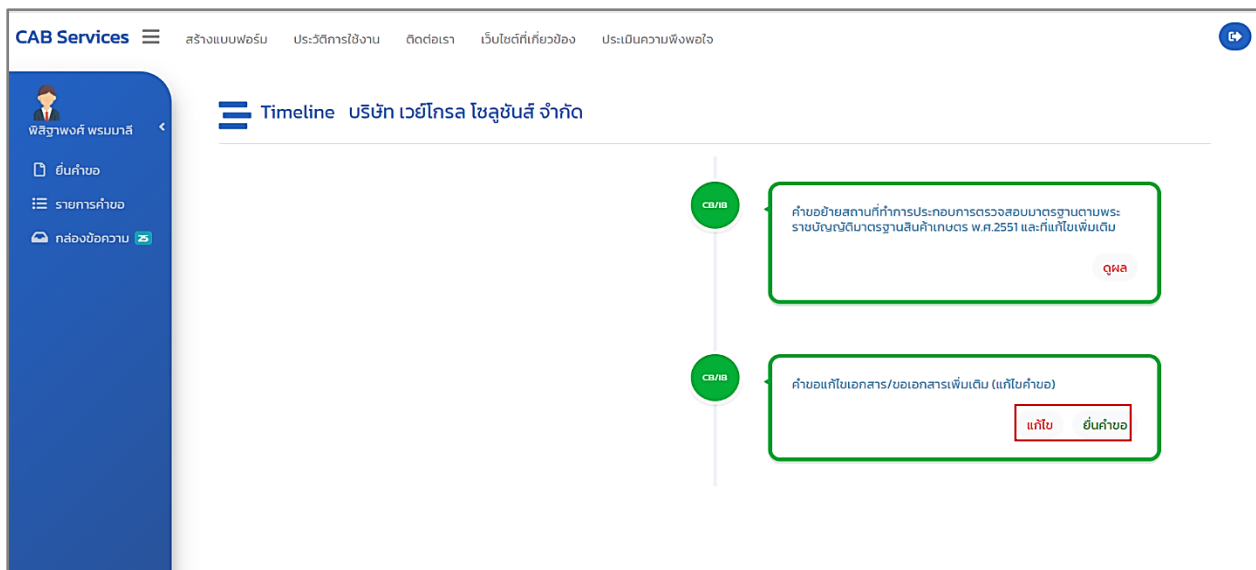 CAB Services
สร้างแบบฟอร์ม ประวัติการใช้งาน ติดต่อเรา เว็บไซต์ที่เกี่ยวข้อง ประเมินความพึงพอใจ
พิสิฐาพงศ์ พรมมาลี
ยื่นคำขอ
รายการคำขอ
กล่องข้อความ 25
Timeline บริษัท เวย์โกรล โซลูชันส์ จำกัด
CB/IB
คำขอย้ายสถานที่ทำการประกอบการตรวจสอบมาตรฐานตามพระ
ราชบัญญัติมาตรฐานสินค้าเกษตร พ.ศ.2551 และที่แก้ไขเพิ่มเติม
ดูผล
CB/IB
คำขอแก้ไขเอกสาร/ขอเอกสารเพิ่มเติม (แก้ไขคำขอ)
แก้ไข ยื่นคำขอ